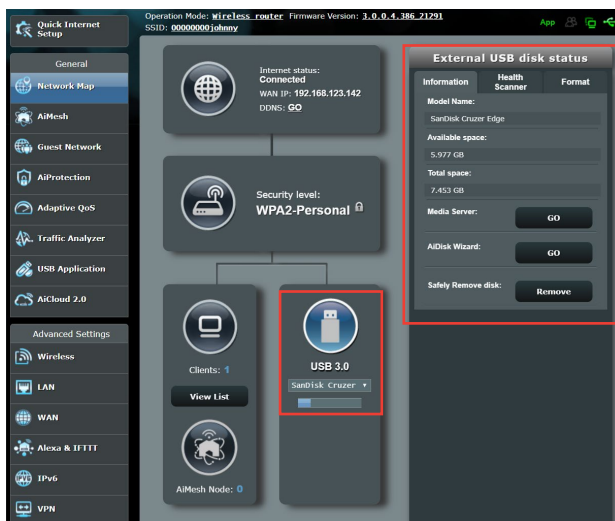 Quick Internet
Setup
Operation Mode: Wireless router Firmware Version: 3.0.0.4.386_21291
SSID: 00000000johnny
App
General
Network Map
AiMesh
Guest Network
AiProtection
Adaptive QoS
Traffic Analyzer
USB Application
AiCloud 2.0
Advanced Settings
Wireless
LAN
WAN
Alexa & IFTTT
IPv6
VPN
Internet status:
Connected
WAN IP: 192.168.123.142
DDNS: GO
Security level:
WPA2-Personal
Clients: 1
View List
AiMesh Node: 0
USB 3.0
SanDisk Cruzer
External USB disk status
Information
Health
Scanner
Format
Model Name:
SanDisk Cruzer Edge
Available space:
5.977 GB
Total space:
7.453 GB
Media Server:
GO
AiDisk Wizard:
GO
Safely Remove
disk:
Remove